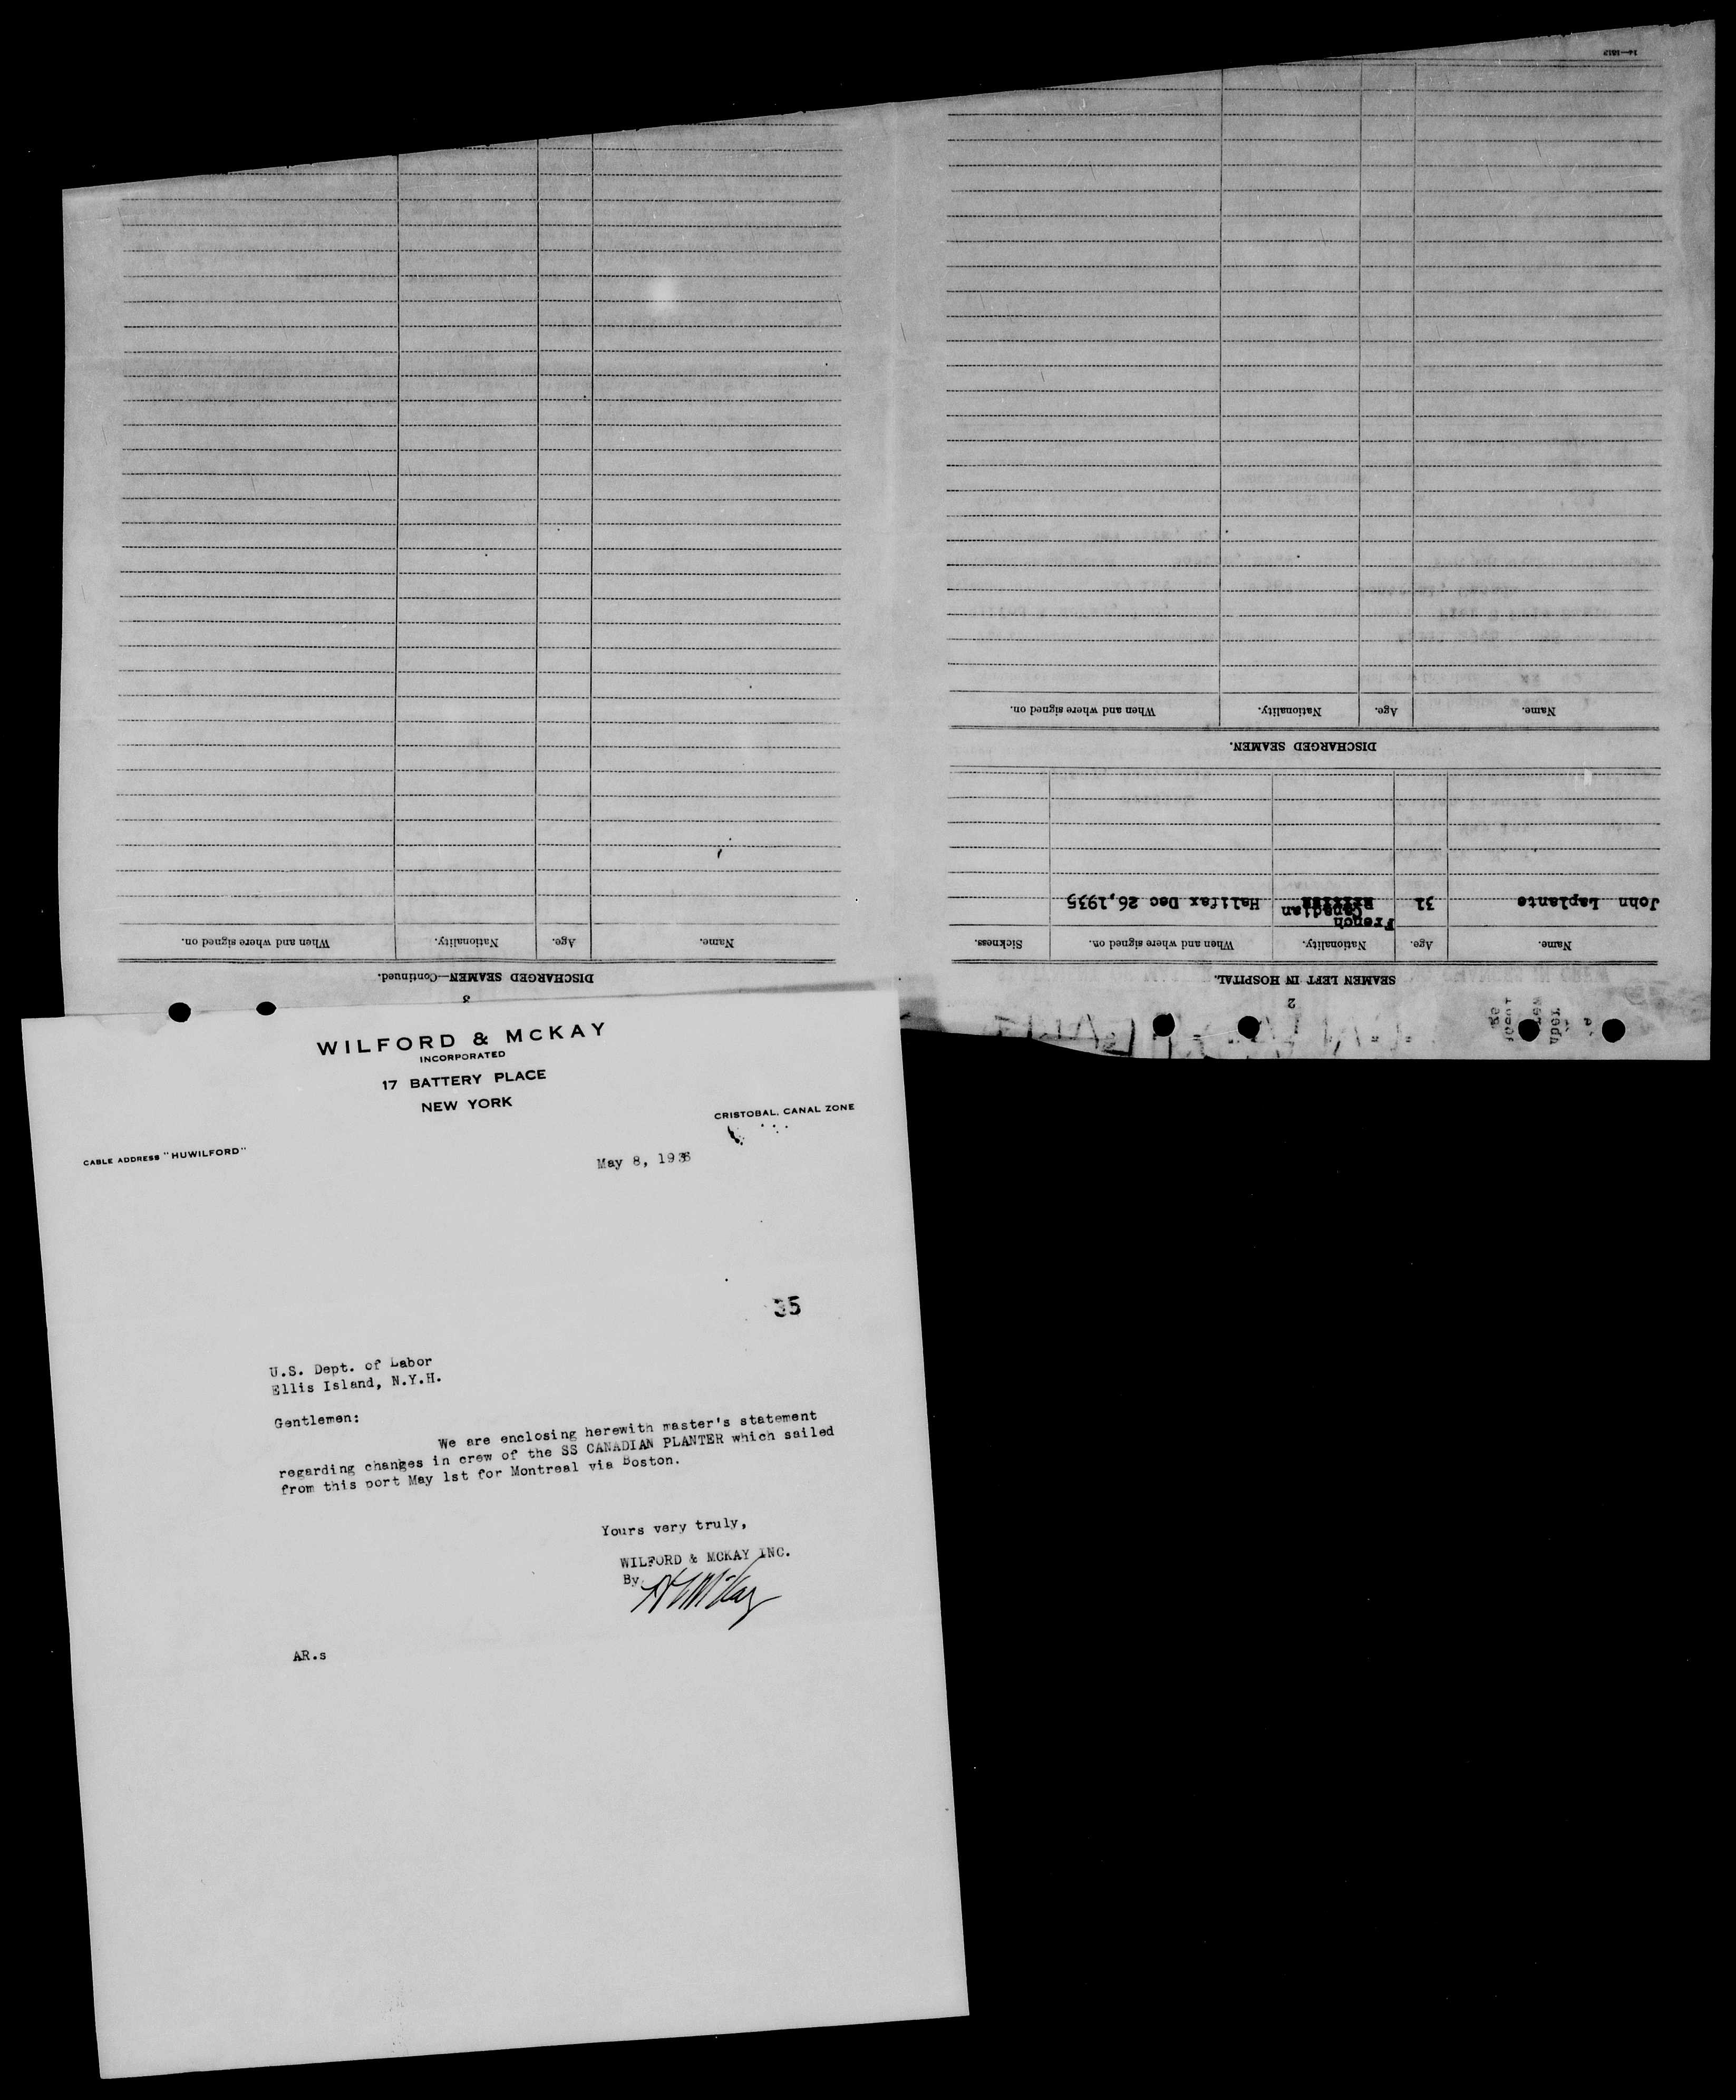 14—1813
2
SEAMEN LEFT IN HOSPITAL.
Name. Age. Nationality. When and where signed on. Sickness.
French
Canadian
John Laplante 31 Halifax Dec 26,1935
DISCHARGED SEAMEN.
Name. Age. Nationality. When and where signed on.
3
DISCHARGED SEAMEN—Continued.
Name. Age. Nationality. When and where signed on.
WILFORD & McKAY
INCORPORATED
17 BATTERY PLACE
NEW YORK
CRISTOBAL, CANAL ZONE
CABLE ADDRESS "HUWILFORD"
May 8, 1936
35
U.S. Dept. of Labor
Ellis Island, N.Y.H.
Gentlemen:
We are enclosing herewith master's statement
regarding changes in crew of the SS CANADIAN PLANTER which sailed
from this port May 1st for Montreal via Boston.
Yours very truly,
WILFORD & MCKAY INC.
By
AR.s